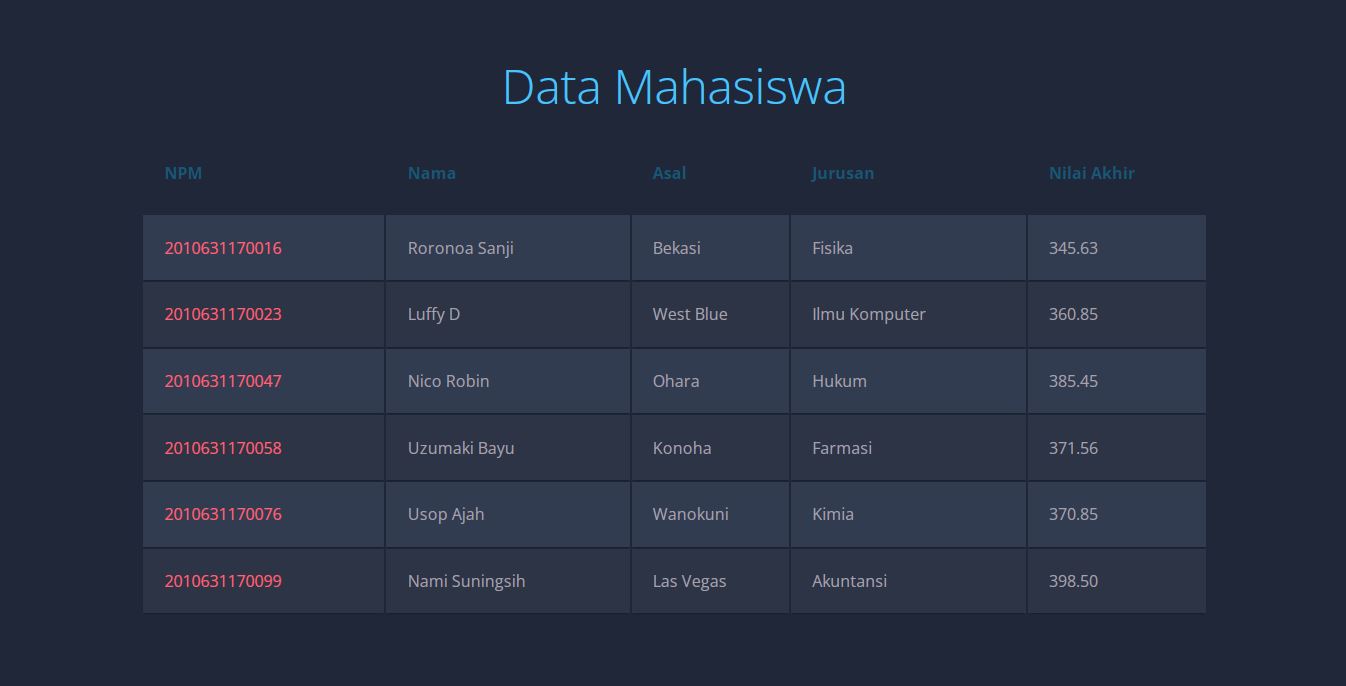 Data Mahasiswa
NPM Nama Asal Jurusan Nilai Akhir
2010631170016 Roronoa Sanji Bekasi Fisika 345.63
2010631170023 Luffy D West Blue Ilmu Komputer 360.85
2010631170047 Nico Robin Ohara Hukum 385.45
2010631170058 Uzumaki Bayu Konoha Farmasi 371.56
2010631170076 Usop Ajah Wanokuni Kimia 370.85
2010631170099 Nami Suningsih Las Vegas Akuntansi 398.50